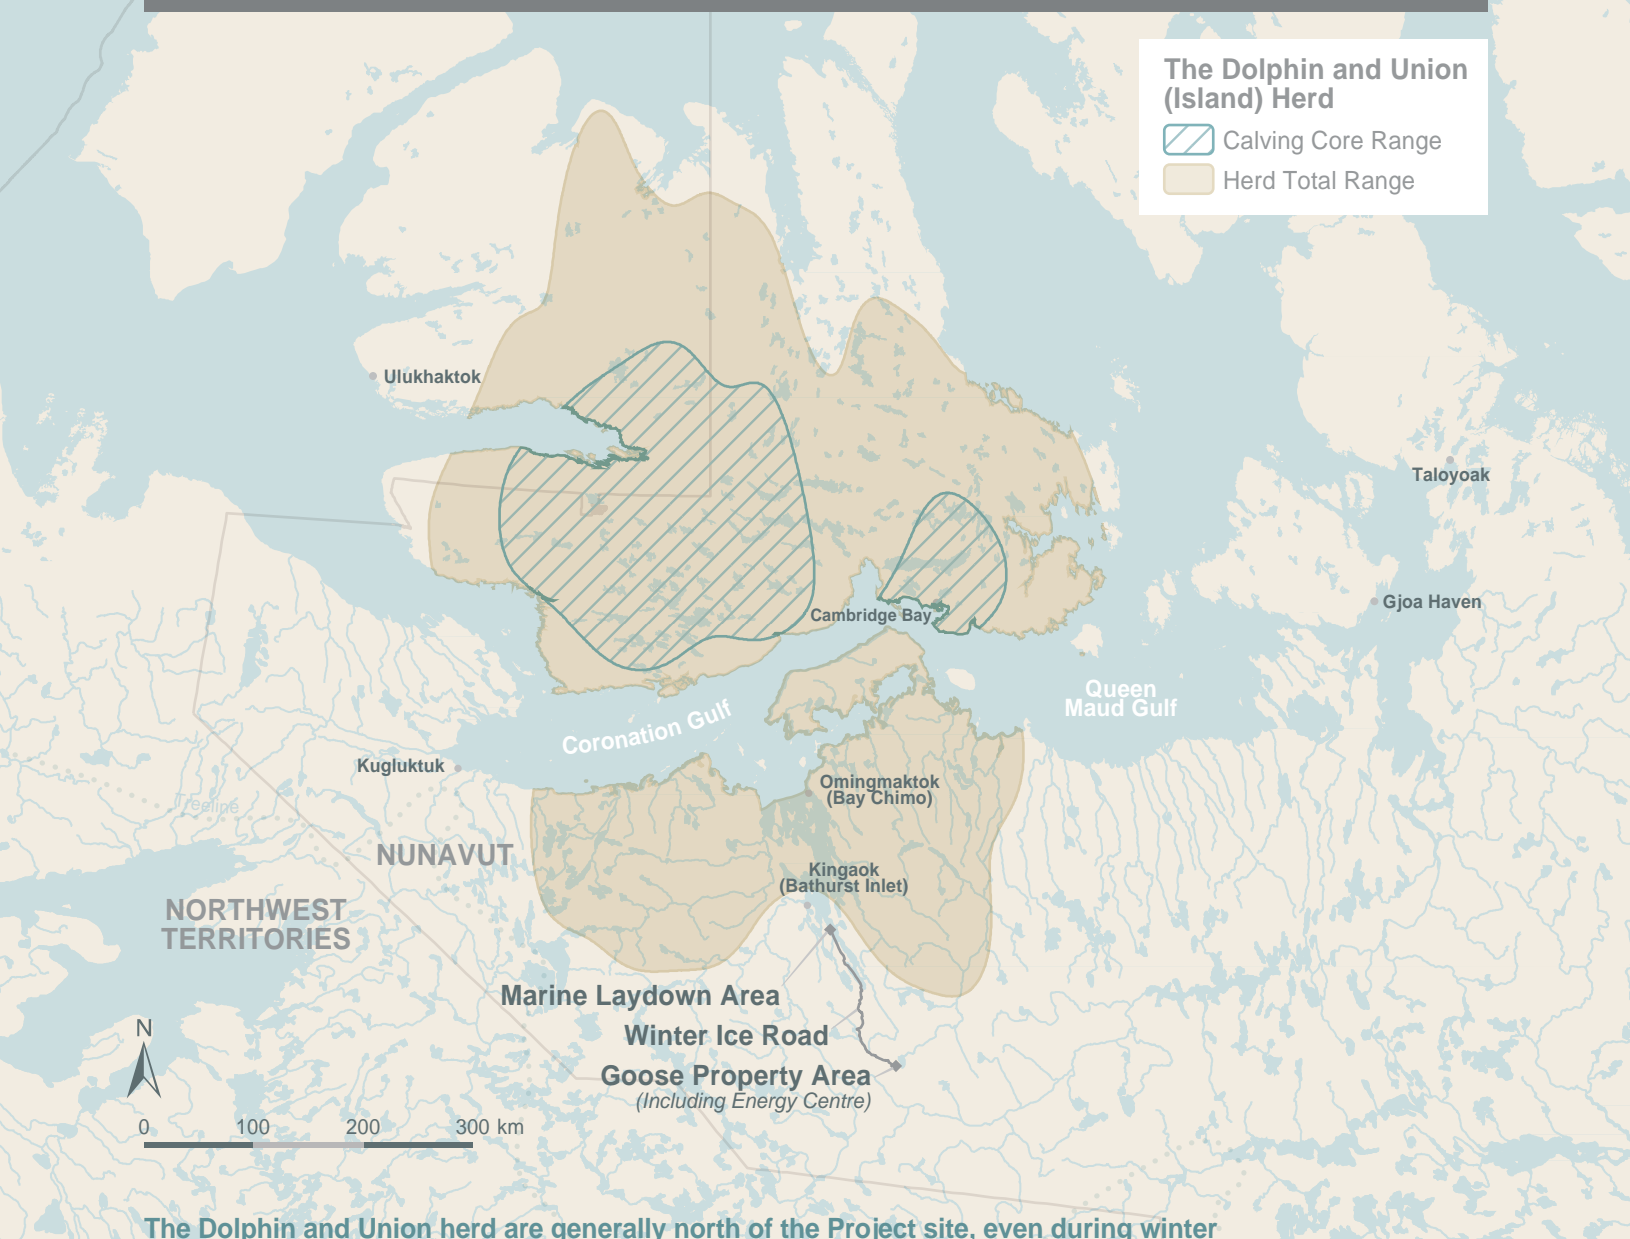 The Dolphin and Union
(Island) Herd
Calving Core Range
Herd Total Range
Ulukhaktok
Taloyoak
Gjoa Haven
Cambridge Bay
Queen
Maud Gulf
Coronation Gulf
Kugluktuk
Omingmaktok
(Bay Chimo)
Treeline
NUNAVUT
Kingaok
(Bathurst Inlet)
NORTHWEST
TERRITORIES
Marine Laydown Area
Winter Ice Road
Goose Property Area
(Including Energy Centre)
N
0 100 200 300 km
The Dolphin and Union herd are generally north of the Project site, even during winter